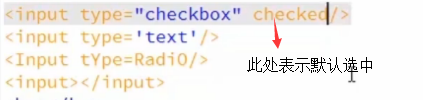 <input type="checkbox" checked/>
<input type='text'/>
<Input tYpe=RadiO/>
此处表示默认选中
<input></input>